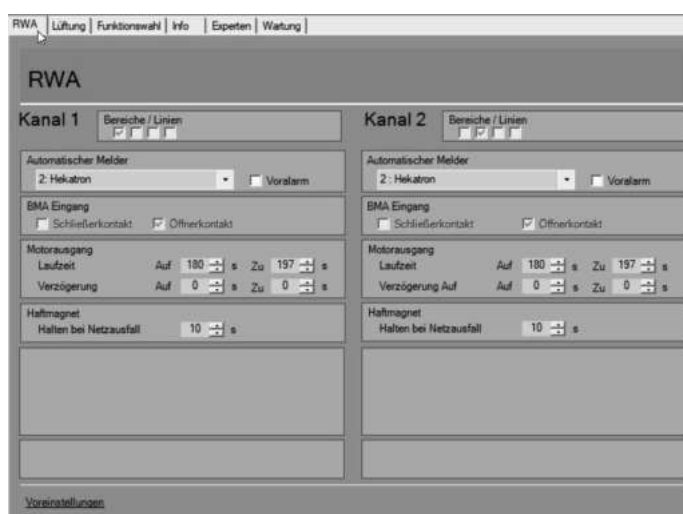 RWA Lüftung Funktionswahl Info Experten Wartung
RWA
Kanal 1 Bereiche / Linien
Automatischer Melder
2: Hekatron Voralarm
BMA Eingang
Schließerkontakt Öffnerkontakt
Motorausgang
Laufzeit Auf 180 s Zu 197 s
Verzögerung Auf 0 s Zu 0 s
Haftmagnet
Halten bei Netzausfall 10 s
Kanal 2 Bereiche / Linien
Automatischer Melder
2 : Hekatron Voralarm
BMA Eingang
Schließerkontakt Öffnerkontakt
Motorausgang
Laufzeit Auf 180 s Zu 197 s
Verzögerung Auf Auf 0 s Zu 0 s
Haftmagnet
Halten bei Netzausfall 10 s
Voreinstellungen